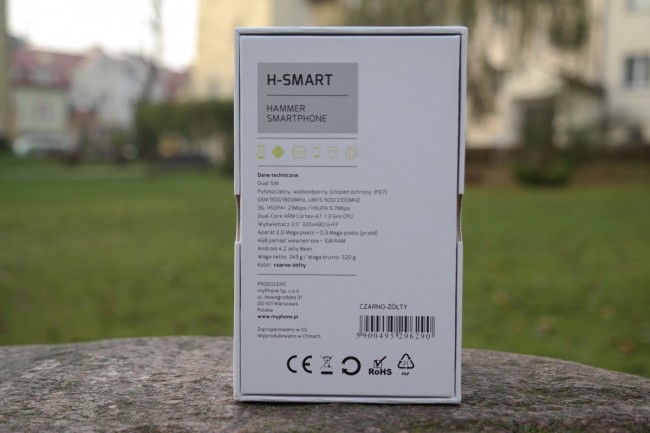 H-SMART
HAMMER
SMARTPHONE
Dane techniczne:
Dual SIM
Pyłoszczelny, wodoodporny (stopień ochrony: IP67)
GSM 900/1800MHz, UMTS 900/2100MHZ
3G: HSDPA+ 21Mbps / HSUPA 5.7Mbps
Dual-Core ARM Cortex-A7 1.3 GHz CPU
Wyświetlacz 3.5" 320x480 G+FF
Aparat 2.0 Mega pixels + 0.3 Mega pixels (przód)
4GB pamięć wewnętrzna + 1GB RAM
Android 4.2 Jelly Bean
Waga netto: 243 g / Waga brutto: 320 g
Kolor: czarno-żółty
PRODUCENT:
myPhone Sp. z o.o.
ul. Nowogrodzka 31
00-511 Warszawa
Polska
www.myphone.pl
Zaprojektowano w UE,
Wyprodukowano w Chinach.
CZARNO-ŻÓŁTY
5 900495 296290
CE
RoHS
PAP